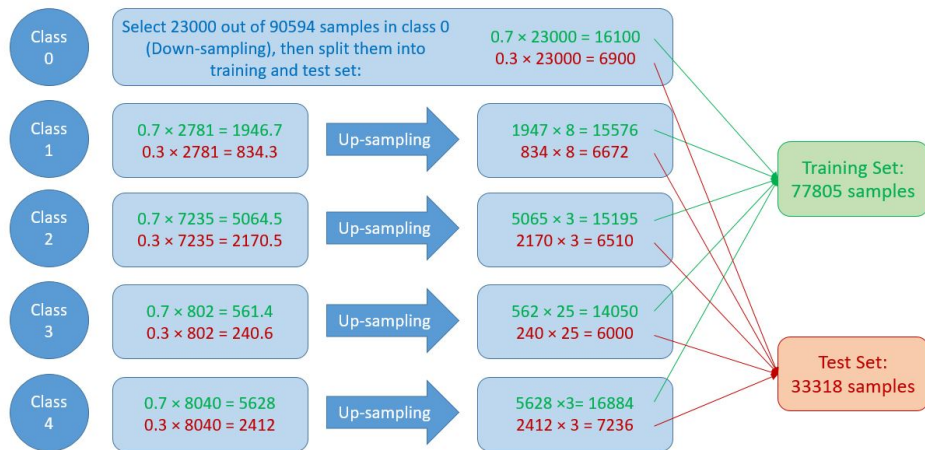 Class
0
Select 23000 out of 90594 samples in class 0
(Down-sampling), then split them into
training and test set:
0.7 × 23000 = 16100
0.3 × 23000 = 6900
Class
1
0.7 × 2781 = 1946.7
0.3 × 2781 = 834.3
Up-sampling
1947 × 8 = 15576
834 × 8 = 6672
Class
2
0.7 × 7235 = 5064.5
0.3 × 7235 = 2170.5
Up-sampling
5065 × 3 = 15195
2170 × 3 = 6510
Class
3
0.7 × 802 = 561.4
0.3 × 802 = 240.6
Up-sampling
562 × 25 = 14050
240 × 25 = 6000
Class
4
0.7 × 8040 = 5628
0.3 × 8040 = 2412
Up-sampling
5628 ×3= 16884
2412 × 3 = 7236
Training Set:
77805 samples
Test Set:
33318 samples